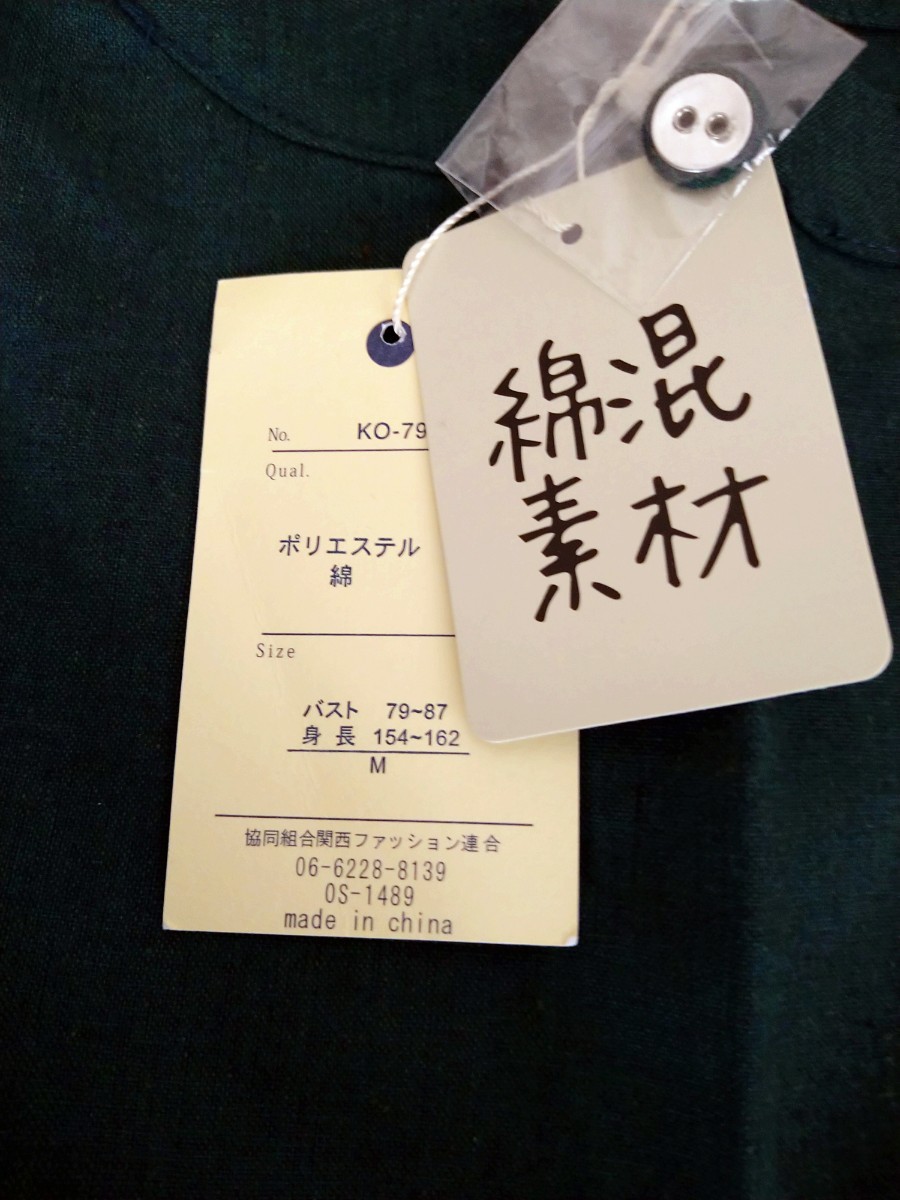 No. KO-79
Qual.
ポリエステル
綿
Size
バスト 79~87
身長 154~162
M
協同組合関西ファッション連合
06-6228-8139
OS-1489
made in china
綿混
素材